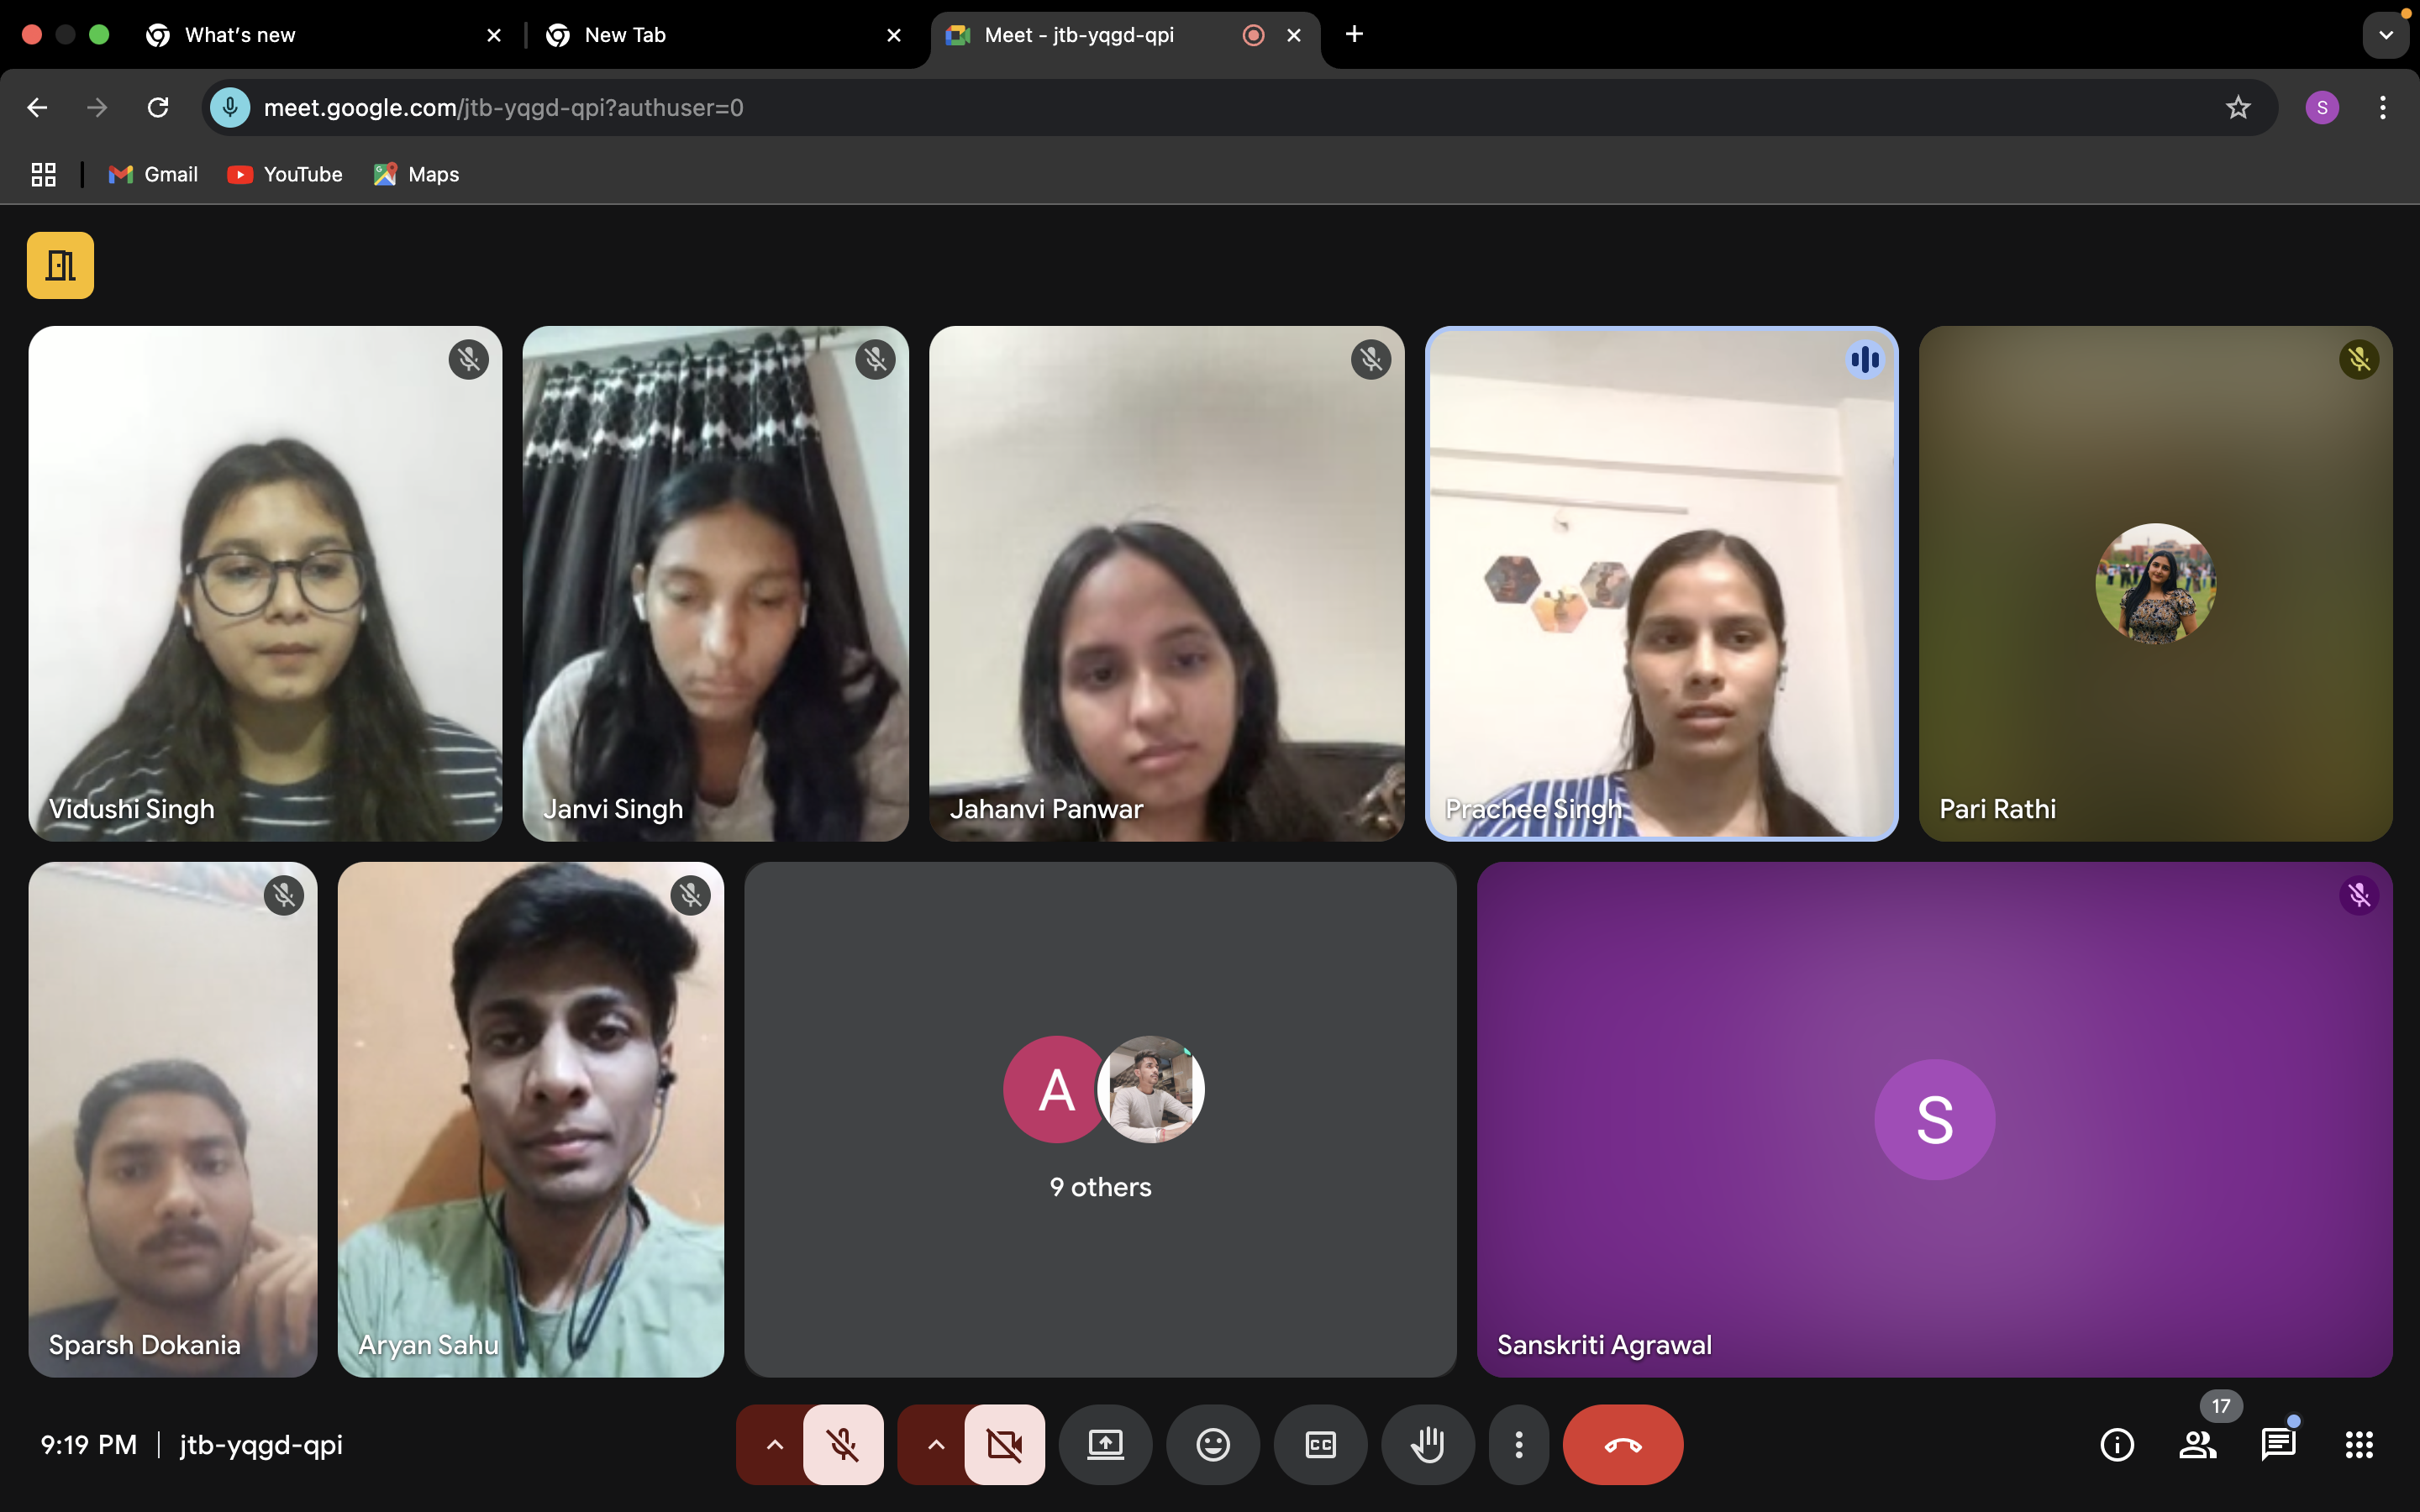 What's new
New Tab
Meet - jtb-yqgd-qpi
meet.google.com/jtb-yqgd-qpi?authuser=0
S
Gmail
YouTube
Maps
Vidushi Singh
Janvi Singh
Jahanvi Panwar
Prachee Singh
Pari Rathi
Sparsh Dokania
Aryan Sahu
A
9 others
S
Sanskriti Agrawal
9:19 PM | jtb-yqgd-qpi
CC
17